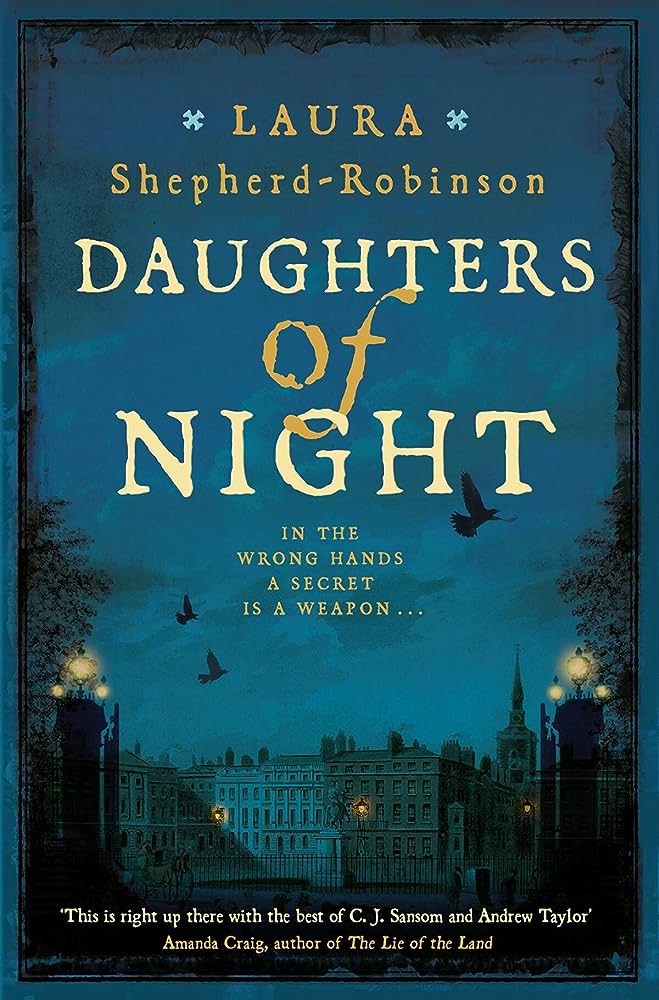 LAURA
Shepherd-Robinson
DAUGHTERS
of
NIGHT
IN THE
WRONG HANDS
A SECRET
IS A WEAPON...
‘This is right up there with the best of C. J. Sansom and Andrew Taylor’
Amanda Craig, author of The Lie of the Land